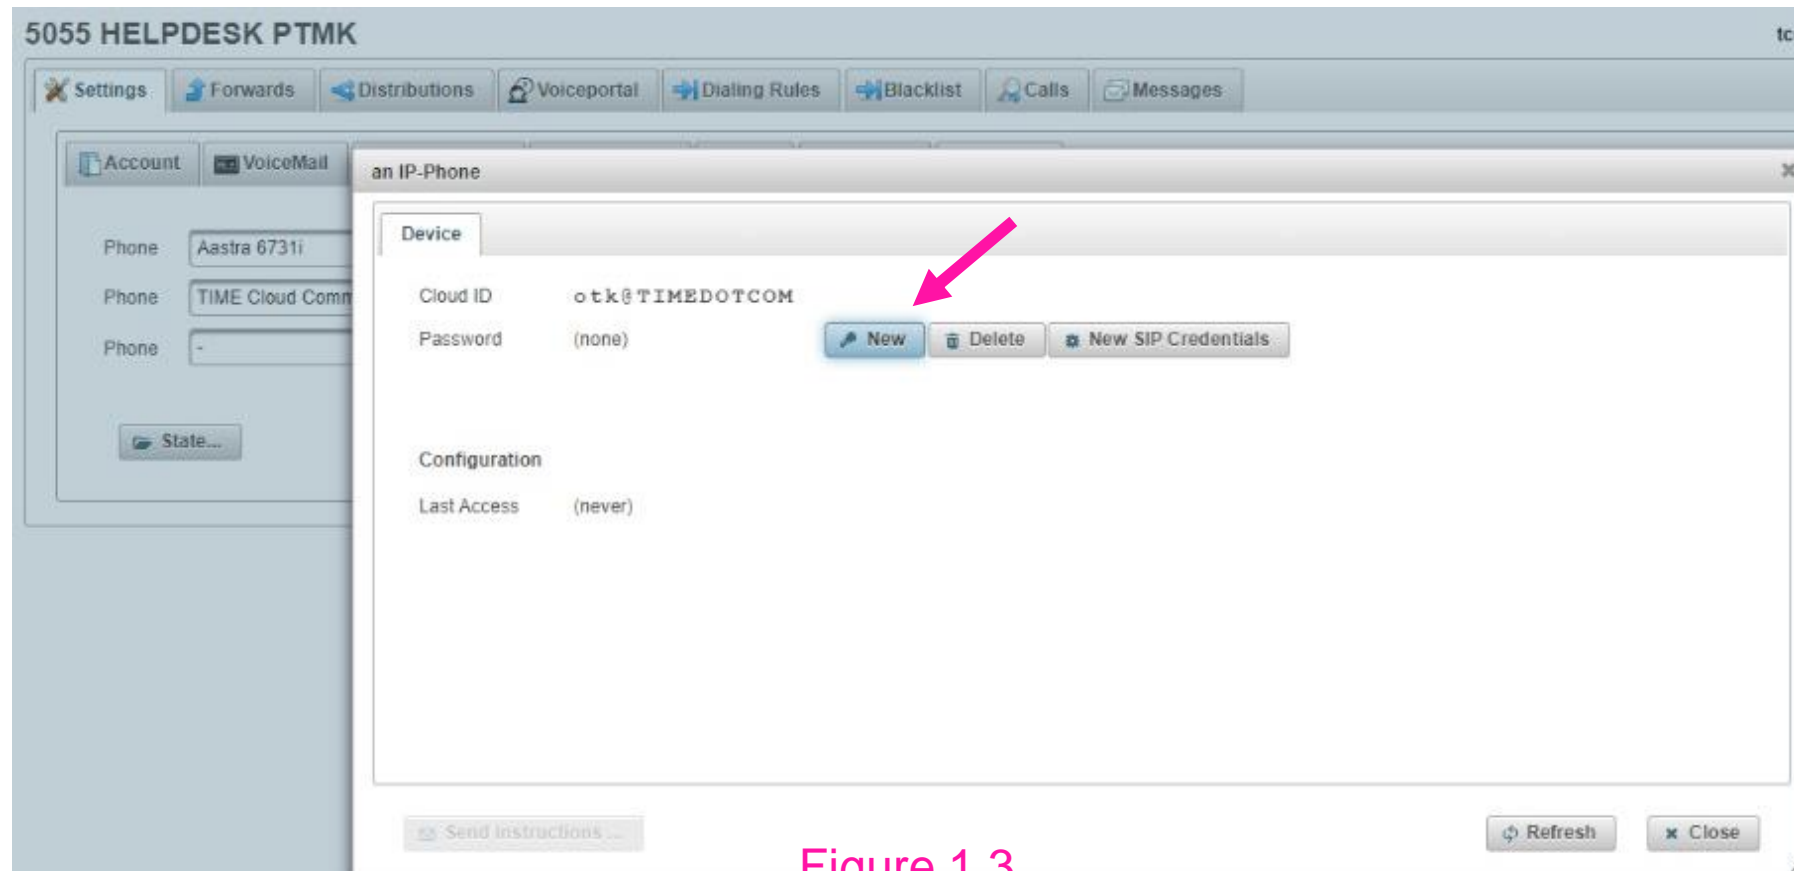 5055 HELPDESK PTMK
tc
Settings Forwards Distributions Voiceportal Dialing Rules Blacklist Calls Messages
Account VoiceMail
an IP-Phone
Device
Phone Aastra 6731i
Phone TIME Cloud Comm
Phone -
State...
Cloud ID otk@TIMEDOTCOM
Password (none) New Delete New SIP Credentials
Configuration
Last Access (never)
Send instructions ...
Refresh Close
Figure 1.3